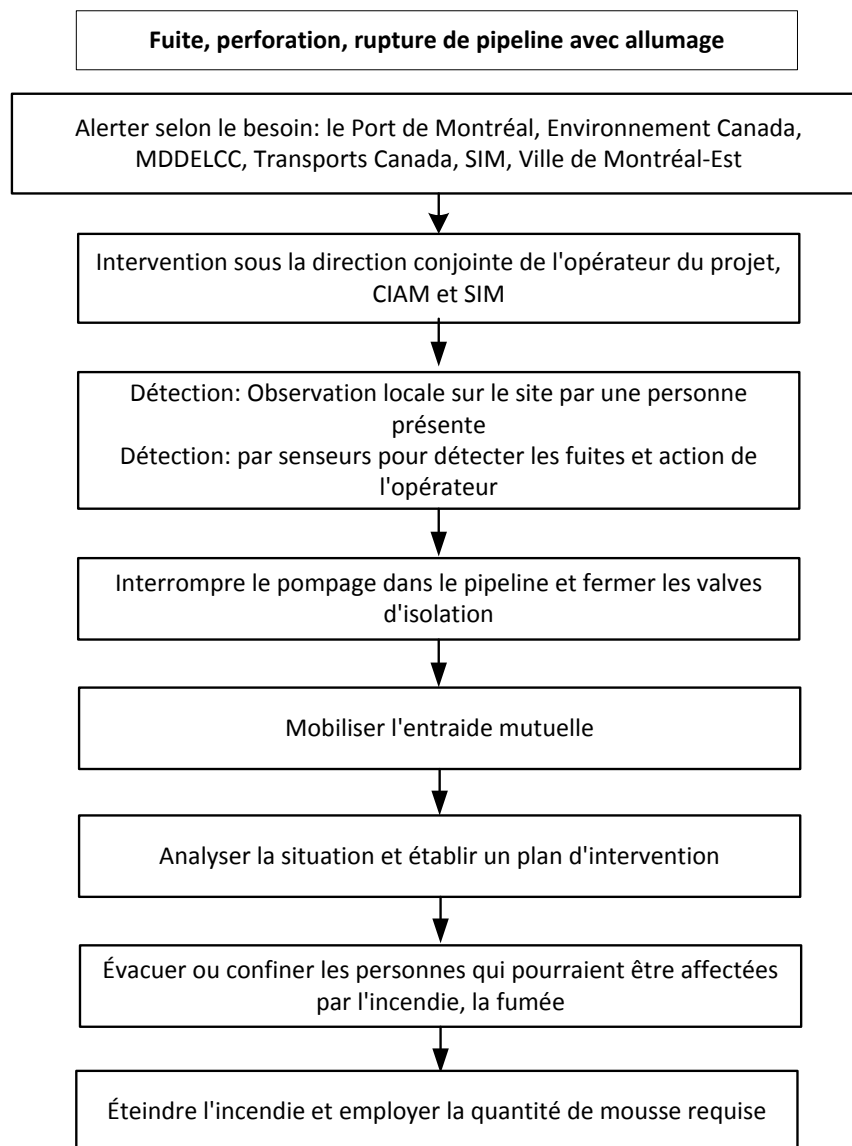 Fuite, perforation, rupture de pipeline avec allumage
Alerter selon le besoin: le Port de Montréal, Environnement Canada,
MDDELCC, Transports Canada, SIM, Ville de Montréal-Est
Intervention sous la direction conjointe de l'opérateur du projet,
CIAM et SIM
Détection: Observation locale sur le site par une personne
présente
Détection: par senseurs pour détecter les fuites et action de
l'opérateur
Interrompre le pompage dans le pipeline et fermer les valves
d'isolation
Mobiliser l'entraide mutuelle
Analyser la situation et établir un plan d'intervention
Évacuer ou confiner les personnes qui pourraient être affectées
par l'incendie, la fumée
Éteindre l'incendie et employer la quantité de mousse requise